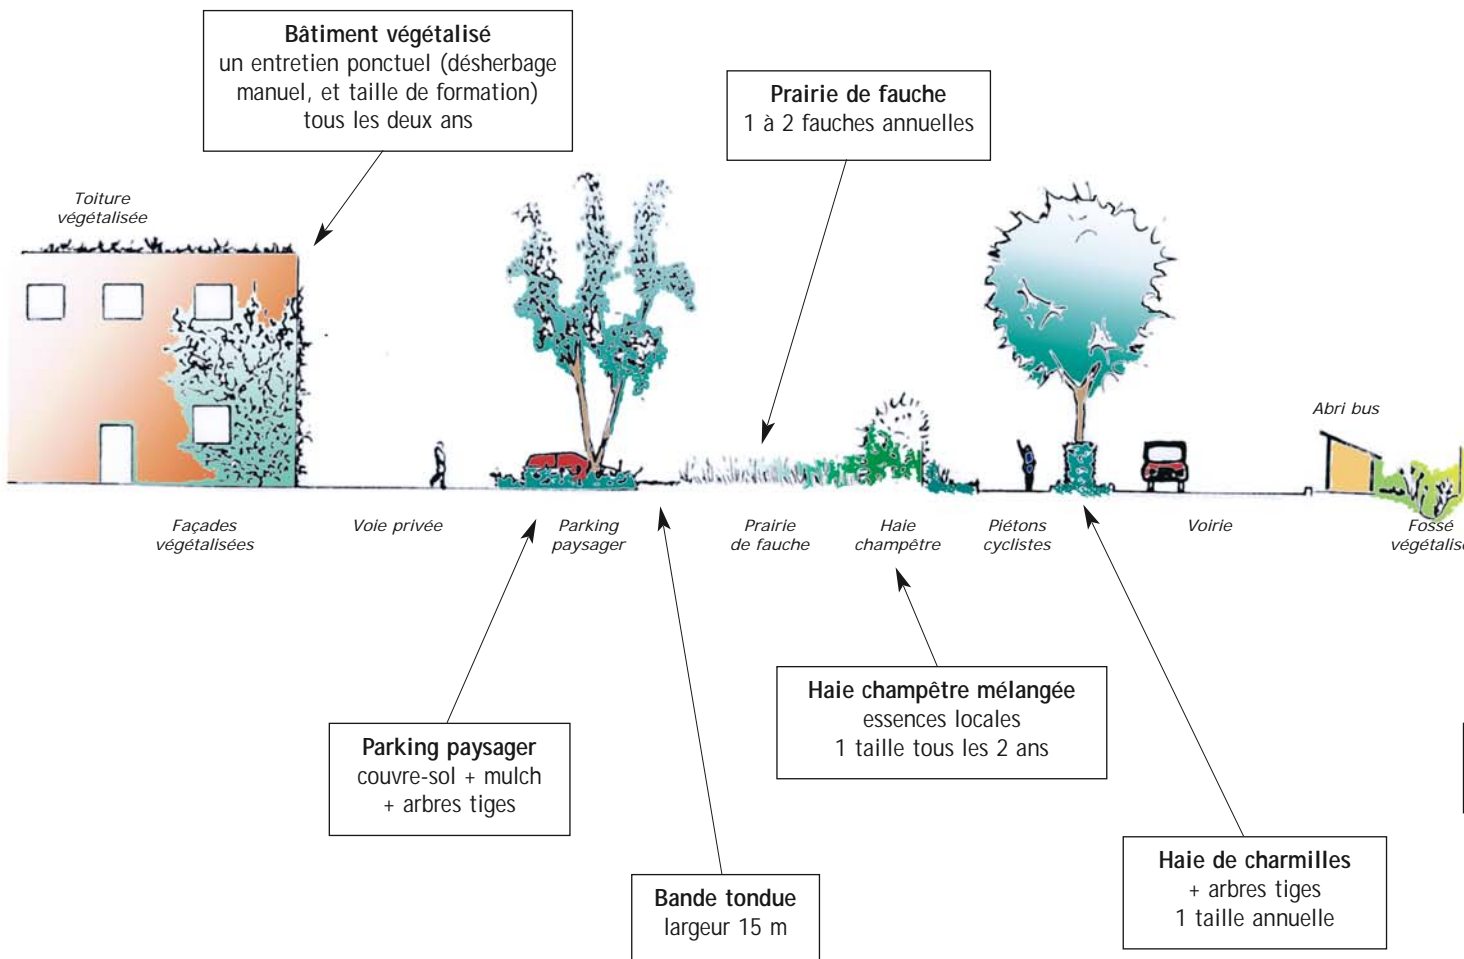 Bâtiment végétalisé
un entretien ponctuel (désherbage
manuel, et taille de formation)
tous les deux ans
Prairie de fauche
1 à 2 fauches annuelles
Toiture
végétalisée
Abri bus
Façades
végétalisées
Voie privée
Parking
paysager
Prairie
de fauche
Haie
champêtre
Piétons
cyclistes
Voirie
Fossé
végétalisé
Haie champêtre mélangée
essences locales
1 taille tous les 2 ans
Parking paysager
couvre-sol + mulch
+ arbres tiges
Haie de charmilles
+ arbres tiges
1 taille annuelle
Bande tondue
largeur 15 m